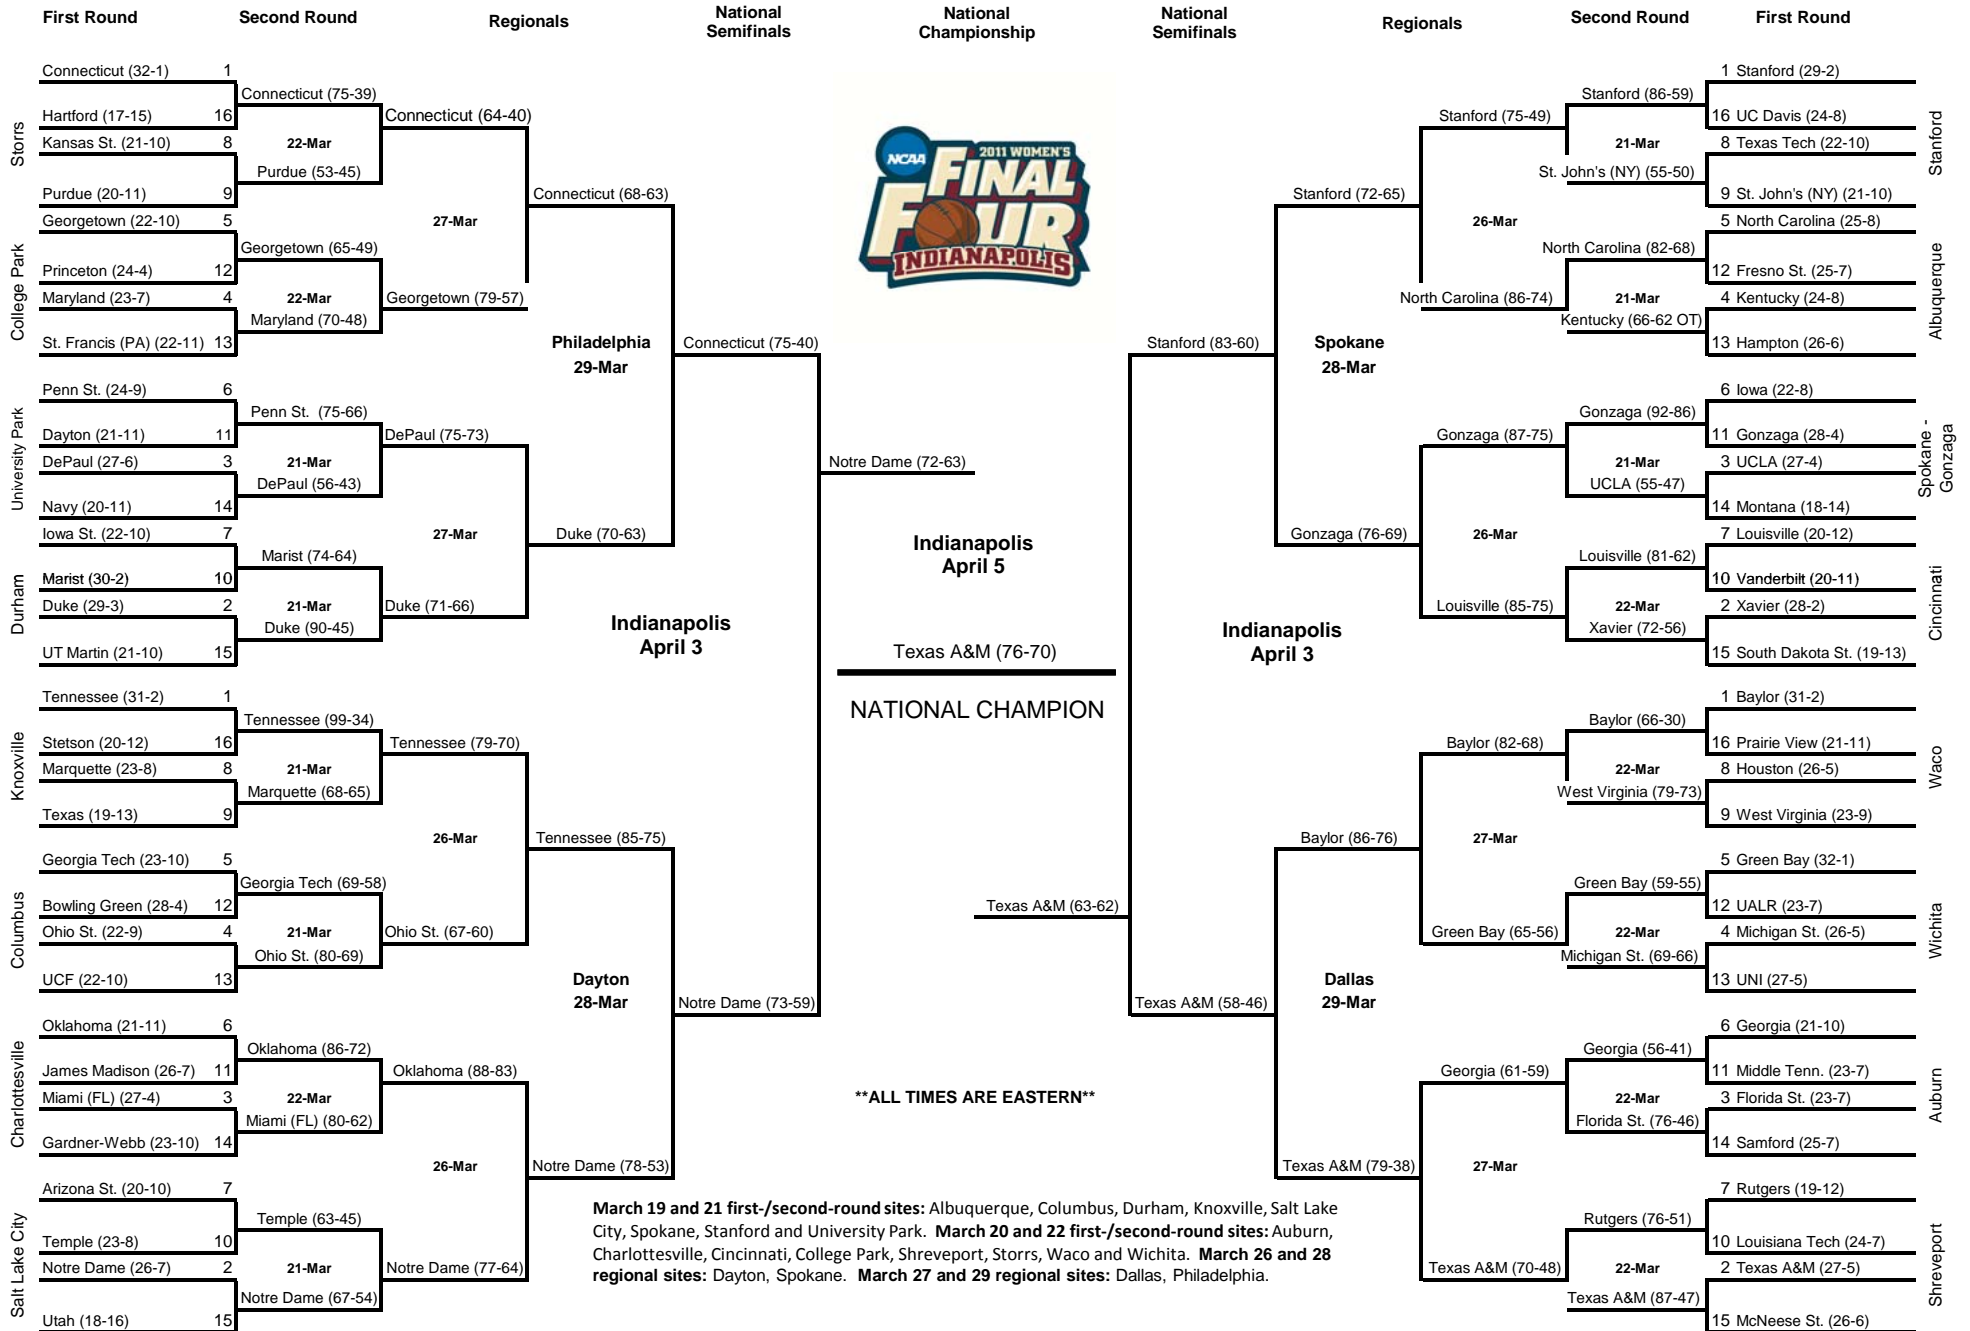 First Round
Second Round
Regionals
National
Semifinals
National
Championship
National
Semifinals
Regionals
Second Round
First Round
Storrs
Connecticut (32-1) 1
Hartford (17-15) 16
Kansas St. (21-10) 8
Purdue (20-11) 9
Connecticut (75-39)
22-Mar
Purdue (53-45)
Connecticut (64-40)
College Park
Georgetown (22-10) 5
Princeton (24-4) 12
Maryland (23-7) 4
St. Francis (PA) (22-11) 13
Georgetown (65-49)
22-Mar
Maryland (70-48)
Georgetown (79-57)
27-Mar
Connecticut (68-63)
University Park
Penn St. (24-9) 6
Dayton (21-11) 11
DePaul (27-6) 3
Navy (20-11) 14
Penn St. (75-66)
21-Mar
DePaul (56-43)
DePaul (75-73)
Durham
Iowa St. (22-10) 7
Marist (30-2) 10
Duke (29-3) 2
UT Martin (21-10) 15
Marist (74-64)
21-Mar
Duke (90-45)
Duke (71-66)
27-Mar
Duke (70-63)
Philadelphia
29-Mar
Connecticut (75-40)
Knoxville
Tennessee (31-2) 1
Stetson (20-12) 16
Marquette (23-8) 8
Texas (19-13) 9
Tennessee (99-34)
21-Mar
Marquette (68-65)
Tennessee (79-70)
Columbus
Georgia Tech (23-10) 5
Bowling Green (28-4) 12
Ohio St. (22-9) 4
UCF (22-10) 13
Georgia Tech (69-58)
21-Mar
Ohio St. (80-69)
Ohio St. (67-60)
26-Mar
Tennessee (85-75)
Charlottesville
Oklahoma (21-11) 6
James Madison (26-7) 11
Miami (FL) (27-4) 3
Gardner-Webb (23-10) 14
Oklahoma (86-72)
22-Mar
Miami (FL) (80-62)
Oklahoma (88-83)
Salt Lake City
Arizona St. (20-10) 7
Temple (23-8) 10
Notre Dame (26-7) 2
Utah (18-16) 15
Temple (63-45)
21-Mar
Notre Dame (67-54)
Notre Dame (77-64)
26-Mar
Notre Dame (78-53)
Dayton
28-Mar
Notre Dame (73-59)
Indianapolis
April 3
Notre Dame (72-63)
NCAA
2011 WOMEN'S
FINAL
FOUR
INDIANAPOLIS
Indianapolis
April 5
Texas A&M (76-70)
NATIONAL CHAMPION
Texas A&M (63-62)
**ALL TIMES ARE EASTERN**
Indianapolis
April 3
Stanford (83-60)
Spokane
28-Mar
Stanford (72-65)
26-Mar
Stanford (75-49)
Stanford (86-59)
21-Mar
St. John's (NY) (55-50)
1 Stanford (29-2)
16 UC Davis (24-8)
8 Texas Tech (22-10)
9 St. John's (NY) (21-10)
Stanford
North Carolina (86-74)
North Carolina (82-68)
21-Mar
Kentucky (66-62 OT)
5 North Carolina (25-8)
12 Fresno St. (25-7)
4 Kentucky (24-8)
13 Hampton (26-6)
Albuquerque
Gonzaga (76-69)
26-Mar
Gonzaga (87-75)
Gonzaga (92-86)
21-Mar
UCLA (55-47)
6 Iowa (22-8)
11 Gonzaga (28-4)
3 UCLA (27-4)
14 Montana (18-14)
Spokane -
Gonzaga
Louisville (85-75)
Louisville (81-62)
22-Mar
Xavier (72-56)
7 Louisville (20-12)
10 Vanderbilt (20-11)
2 Xavier (28-2)
15 South Dakota St. (19-13)
Cincinnati
Texas A&M (58-46)
Dallas
29-Mar
Baylor (86-76)
27-Mar
Baylor (82-68)
Baylor (66-30)
22-Mar
West Virginia (79-73)
1 Baylor (31-2)
16 Prairie View (21-11)
8 Houston (26-5)
9 West Virginia (23-9)
Waco
Green Bay (65-56)
Green Bay (59-55)
22-Mar
Michigan St. (69-66)
5 Green Bay (32-1)
12 UALR (23-7)
4 Michigan St. (26-5)
13 UNI (27-5)
Wichita
Texas A&M (79-38)
27-Mar
Georgia (61-59)
Georgia (56-41)
22-Mar
Florida St. (76-46)
6 Georgia (21-10)
11 Middle Tenn. (23-7)
3 Florida St. (23-7)
14 Samford (25-7)
Auburn
Texas A&M (70-48)
Rutgers (76-51)
22-Mar
Texas A&M (87-47)
7 Rutgers (19-12)
10 Louisiana Tech (24-7)
2 Texas A&M (27-5)
15 McNeese St. (26-6)
Shreveport
March 19 and 21 first-/second-round sites: Albuquerque, Columbus, Durham, Knoxville, Salt Lake
City, Spokane, Stanford and University Park. March 20 and 22 first-/second-round sites: Auburn,
Charlottesville, Cincinnati, College Park, Shreveport, Storrs, Waco and Wichita. March 26 and 28
regional sites: Dayton, Spokane. March 27 and 29 regional sites: Dallas, Philadelphia.